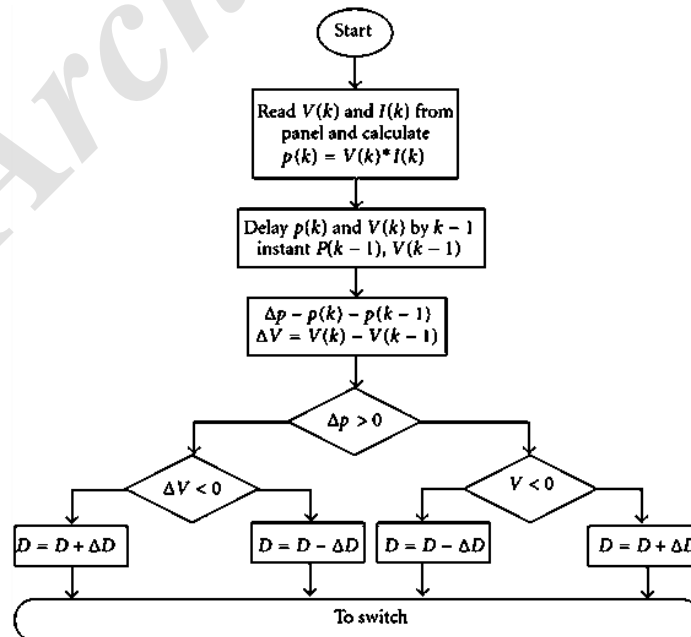 Start
Read V(k) and I(k) from
panel and calculate
p{k) = V(k}* I(k)
Delay p(k) and V(k} by k − 1
instant P(k − 1), V(k − 1)
Δp − p(k) − p(k − 1)
ΔV = V(k) − V(k − 1)
Δp > 0
ΔV < 0
V < 0
D = D + ΔD
D = D − ΔD
D = D − ΔD
D = D + ΔD
To switch